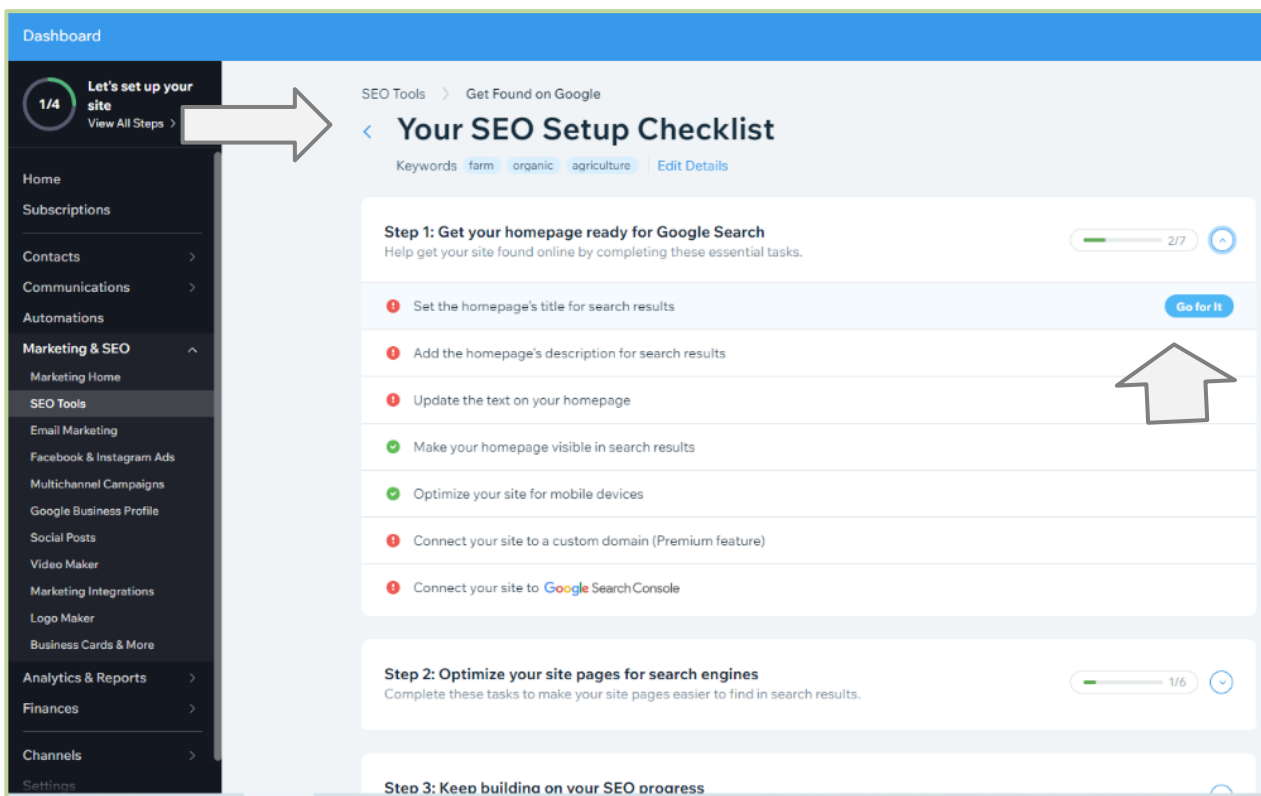 Dashboard
1/4
Let's set up your
site
View All Steps >
Home
Subscriptions
Contacts
Communications
Automations
Marketing & SEO
Marketing Home
SEO Tools
Email Marketing
Facebook & Instagram Ads
Multichannel Campaigns
Google Business Profile
Social Posts
Video Maker
Marketing Integrations
Logo Maker
Business Cards & More
Analytics & Reports
Finances
Channels
Settings
SEO Tools > Get Found on Google
Your SEO Setup Checklist
Keywords farm organic agriculture Edit Details
Step 1: Get your homepage ready for Google Search
Help get your site found online by completing these essential tasks.
2/7
Set the homepage's title for search results
Go for It
Add the homepage's description for search results
Update the text on your homepage
Make your homepage visible in search results
Optimize your site for mobile devices
Connect your site to a custom domain (Premium feature)
Connect your site to Google Search Console
Step 2: Optimize your site pages for search engines
Complete these tasks to make your site pages easier to find in search results.
1/6
Step 3: Keep building on your SEO progress